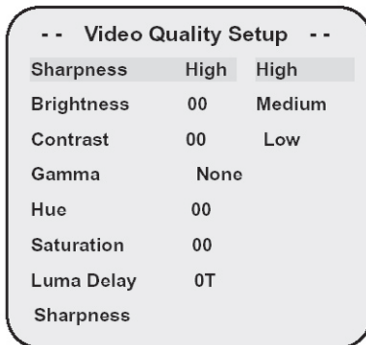 - - Video Quality Setup - -
Sharpness High High
Brightness 00 Medium
Contrast 00 Low
Gamma None
Hue 00
Saturation 00
Luma Delay 0T
Sharpness